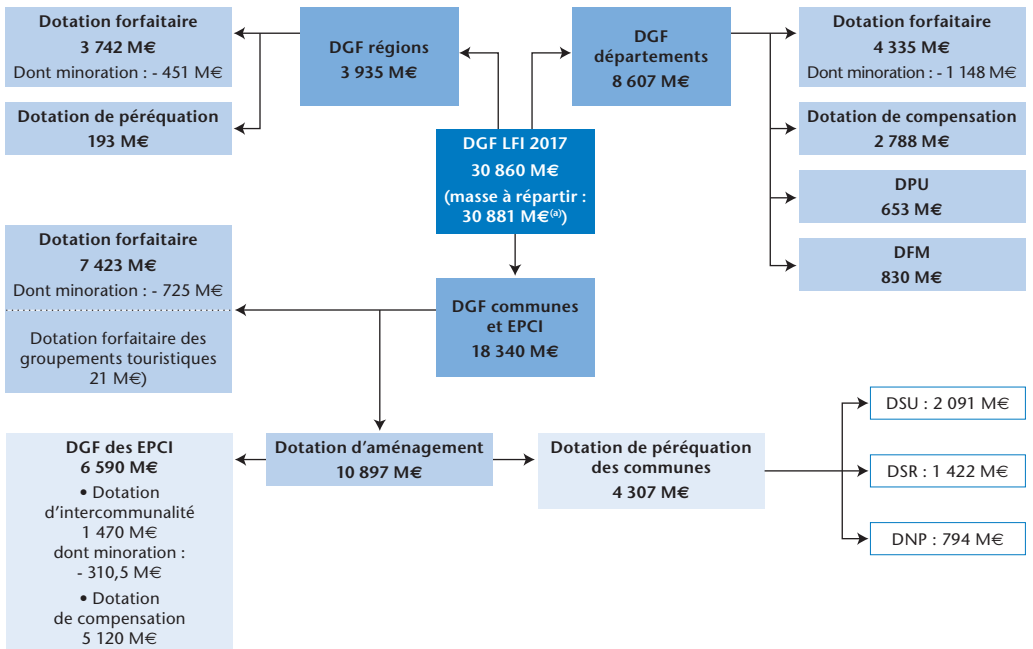 Dotation forfaitaire
3 742 M€
Dont minoration : - 451 M€
Dotation de péréquation
193 M€
DGF régions
3 935 M€
DGF
départements
8 607 M€
Dotation forfaitaire
4 335 M€
Dont minoration : - 1 148 M€
Dotation de compensation
2 788 M€
DPU
653 M€
DFM
830 M€
DGF LFI 2017
30 860 M€
(masse à répartir :
30 881 M€(a))
Dotation forfaitaire
7 423 M€
Dont minoration : - 725 M€
Dotation forfaitaire des
groupements touristiques
21 M€)
DGF communes
et EPCI
18 340 M€
DGF des EPCI
6 590 M€
• Dotation
d'intercommunalité
1 470 M€
dont minoration :
- 310,5 M€
• Dotation
de compensation
5 120 M€
Dotation d'aménagement
10 897 M€
Dotation de péréquation
des communes
4 307 M€
DSU : 2 091 M€
DSR : 1 422 M€
DNP : 794 M€